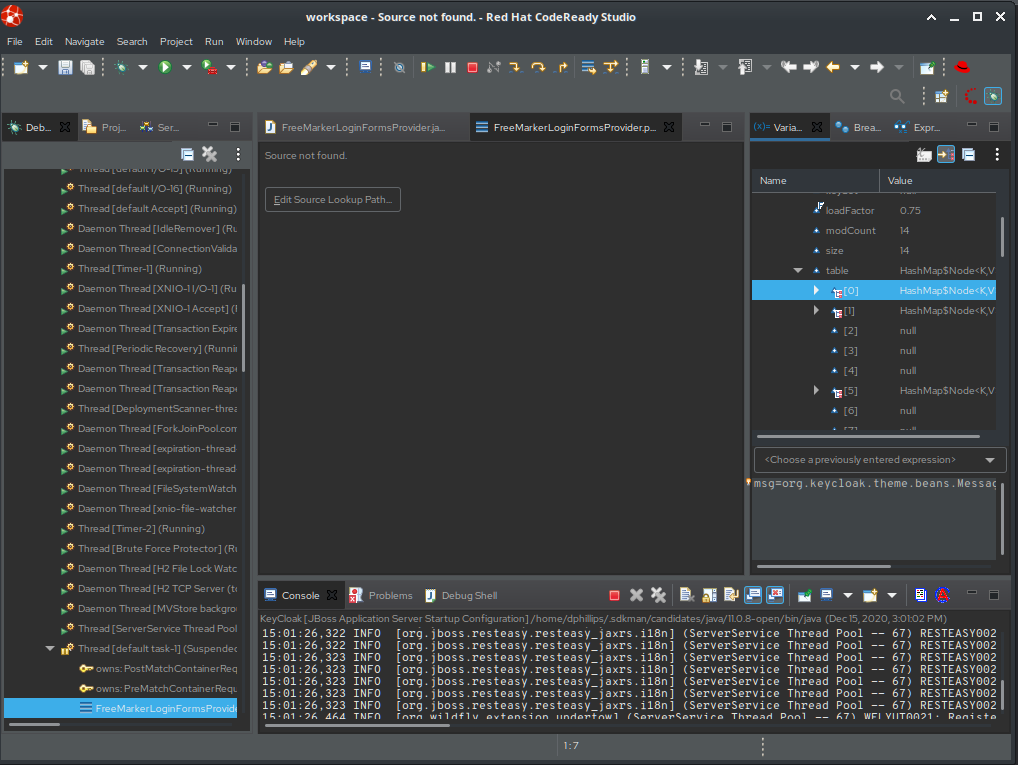 workspace - Source not found. - Red Hat CodeReady Studio
File Edit Navigate Search Project Run Window Help
Deb...
Proj...
Ser...
Thread [default I/O-16] (Running)
Thread [default Accept] (Running)
Daemon Thread [IdleRemover] (Ru
Daemon Thread [ConnectionValida
Thread [Timer-1] (Running)
Daemon Thread [XNIO-1 I/O-1] (Ru
Daemon Thread [XNIO-1 Accept] (R
Daemon Thread [Transaction Expire
Thread [Periodic Recovery] (Runnin
Daemon Thread [Transaction Reape
Daemon Thread [Transaction Reape
Thread [DeploymentScanner-threa
Daemon Thread [ForkJoinPool.com
Daemon Thread [expiration-thread
Daemon Thread [expiration-thread
Daemon Thread [FileSystemWatch
Daemon Thread [xnio-file-watcher
Thread [Timer-2] (Running)
Thread [Brute Force Protector] (Ru
Daemon Thread [H2 File Lock Watc
Daemon Thread [H2 TCP Server (tc
Daemon Thread [MVStore backgrou
Thread [ServerService Thread Pool
Thread [default task-1] (Suspended
owns: PostMatchContainerReq
owns: PreMatchContainerRequ
FreeMarkerLoginFormsProvide
FreeMarkerLoginFormsProvider.ja...
FreeMarkerLoginFormsProvider.p...
Source not found.
Edit Source Lookup Path...
(x)= Varia...
Brea...
Expr...
Name Value
loadFactor 0.75
modCount 14
size 14
table HashMap$Node<K,V
[0] HashMap$Node<K,V
[1] HashMap$Node<K,V
[2] null
[3] null
[4] null
[5] HashMap$Node<K,V
[6] null
<Choose a previously entered expression>
msg=org.keycloak.theme.beans.Messag
Console
Problems
Debug Shell
KeyCloak [JBoss Application Server Startup Configuration] /home/dphillips/.sdkman/candidates/java/11.0.8-open/bin/java (Dec 15, 2020, 3:01:02 PM)
15:01:26,322 INFO [org.jboss.resteasy.resteasy_jaxrs.i18n] (ServerService Thread Pool -- 67) RESTEASY002
15:01:26,322 INFO [org.jboss.resteasy.resteasy_jaxrs.i18n] (ServerService Thread Pool -- 67) RESTEASY002
15:01:26,323 INFO [org.jboss.resteasy.resteasy_jaxrs.i18n] (ServerService Thread Pool -- 67) RESTEASY002
15:01:26,323 INFO [org.jboss.resteasy.resteasy_jaxrs.i18n] (ServerService Thread Pool -- 67) RESTEASY002
15:01:26,323 INFO [org.jboss.resteasy.resteasy_jaxrs.i18n] (ServerService Thread Pool -- 67) RESTEASY002
15:01:26,323 INFO [org.jboss.resteasy.resteasy_jaxrs.i18n] (ServerService Thread Pool -- 67) RESTEASY002
15:01:26,323 INFO [org.jboss.resteasy.resteasy_jaxrs.i18n] (ServerService Thread Pool -- 67) RESTEASY002
15:01:26,464 INFO [org.wildfly.extension.undertow] (ServerService Thread Pool -- 67) WFLYUT0021: Registe
1:7